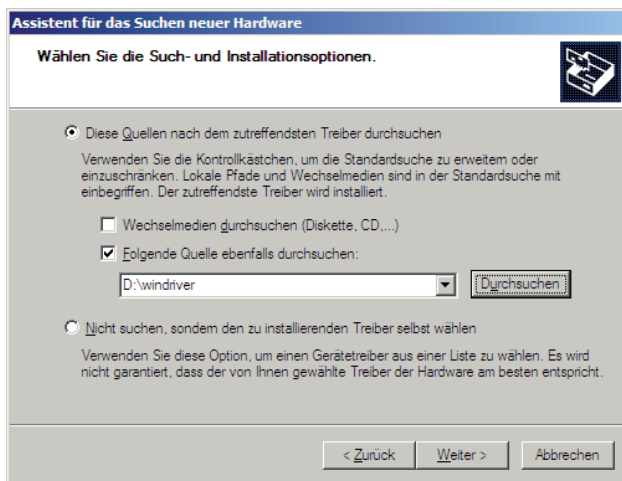 Assistent für das Suchen neuer Hardware
Wählen Sie die Such- und Installationsoptionen.
Diese Quellen nach dem zutreffendsten Treiber durchsuchen
Verwenden Sie die Kontrollkästchen, um die Standardsuche zu erweitern oder
einzuschränken. Lokale Pfade und Wechselmedien sind in der Standardsuche mit
einbegriffen. Der zutreffendste Treiber wird installiert.
Wechselmedien durchsuchen (Diskette, CD,...)
Folgende Quelle ebenfalls durchsuchen:
D:\windriver Durchsuchen
Nicht suchen, sondern den zu installierenden Treiber selbst wählen
Verwenden Sie diese Option, um einen Gerätetreiber aus einer Liste zu wählen. Es wird
nicht garantiert, dass der von Ihnen gewählte Treiber der Hardware am besten entspricht.
< Zurück Weiter > Abbrechen